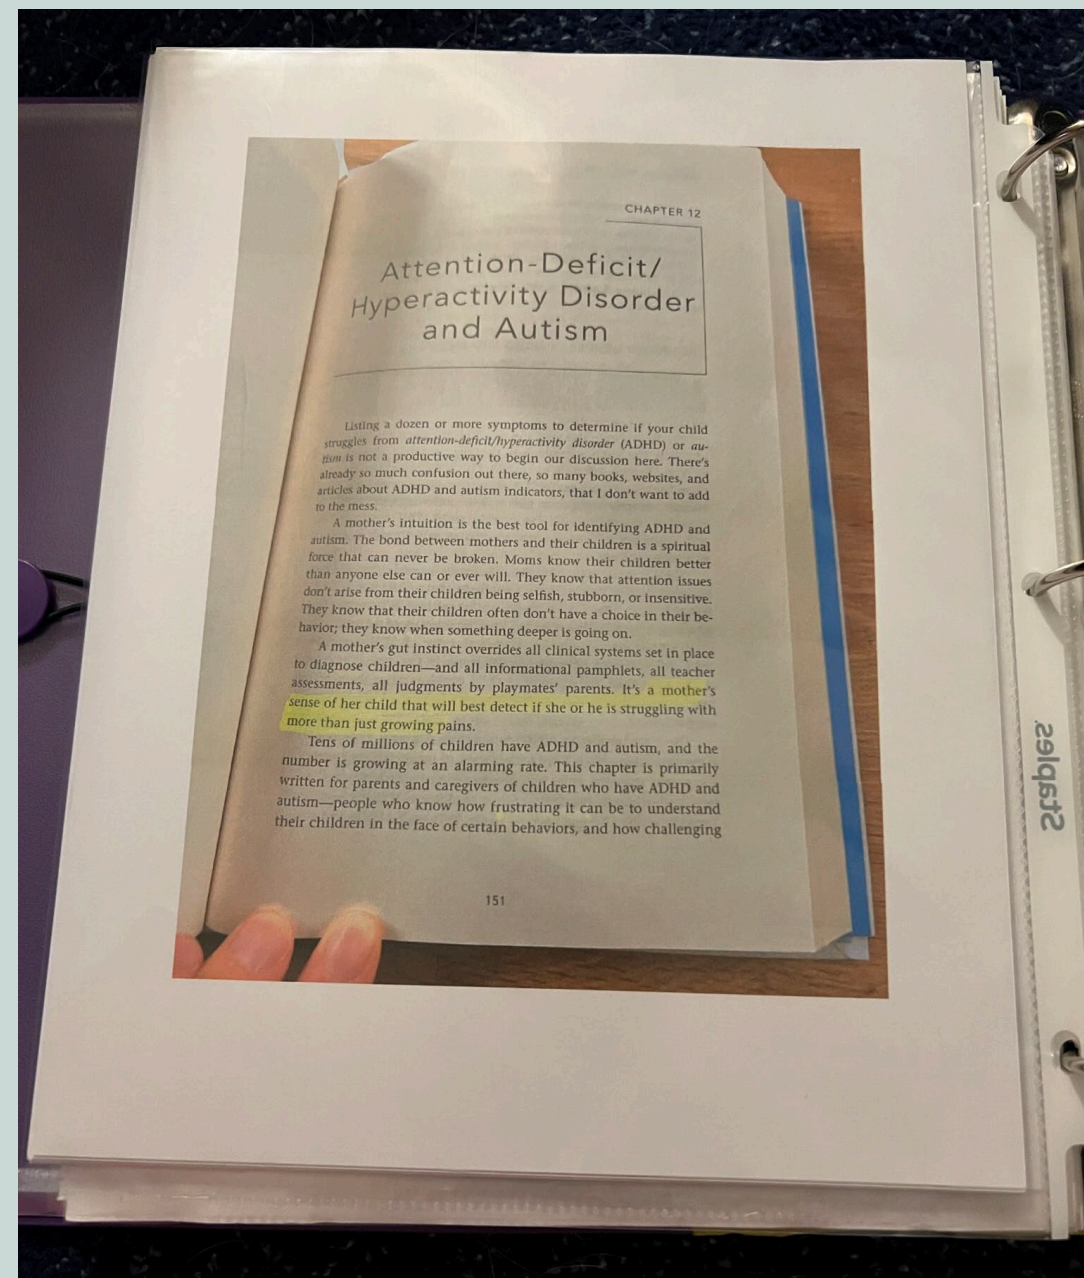 CHAPTER 12
Attention-Deficit/
Hyperactivity Disorder
and Autism
Listing a dozen or more symptoms to determine if your child
struggles from attention-deficit/hyperactivity disorder (ADHD) or au-
tism is not a productive way to begin our discussion here. There's
already so much confusion out there, so many books, websites, and
articles about ADHD and autism indicators, that I don't want to add
to the mess.
A mother's intuition is the best tool for identifying ADHD and
autism. The bond between mothers and their children is a spiritual
force that can never be broken. Moms know their children better
than anyone else can or ever will. They know that attention issues
don't arise from their children being selfish, stubborn, or insensitive.
They know that their children often don't have a choice in their be-
havior; they know when something deeper is going on.
A mother's gut instinct overrides all clinical systems set in place
to diagnose children—and all informational pamphlets, all teacher
assessments, all judgments by playmates' parents. It's a mother's
sense of her child that will best detect if she or he is struggling with
more than just growing pains.
Tens of millions of children have ADHD and autism, and the
number is growing at an alarming rate. This chapter is primarily
written for parents and caregivers of children who have ADHD and
autism—people who know how frustrating it can be to understand
their children in the face of certain behaviors, and how challenging
151
Staples